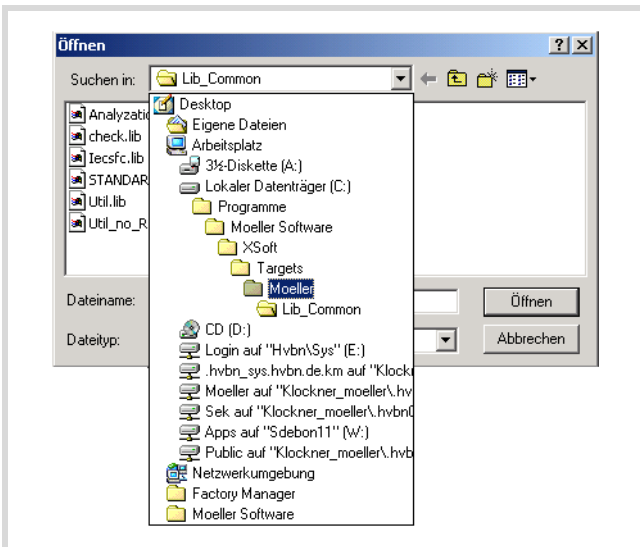 Öffnen
Suchen in: Lib_Common
Desktop
Eigene Dateien
Arbeitsplatz
3½-Diskette (A:)
Lokaler Datenträger (C:)
Programme
Moeller Software
XSoft
Targets
Moeller
Lib_Common
CD (D:)
Login auf "Hvbn\Sys" (E:)
.hvbn_sys.hvbn.de.km auf "Klock
Moeller auf "Klockner_moeller\.hv
Sek auf "Klockner_moeller\.hvbn
Apps auf "Sdebon11" (W:)
Public auf "Klockner_moeller\.hvb
Netzwerkumgebung
Factory Manager
Moeller Software
Analyzatio
check.lib
Iecsfc.lib
STANDAR
Util.lib
Util_no_R
Dateiname:
Öffnen
Dateityp:
Abbrechen